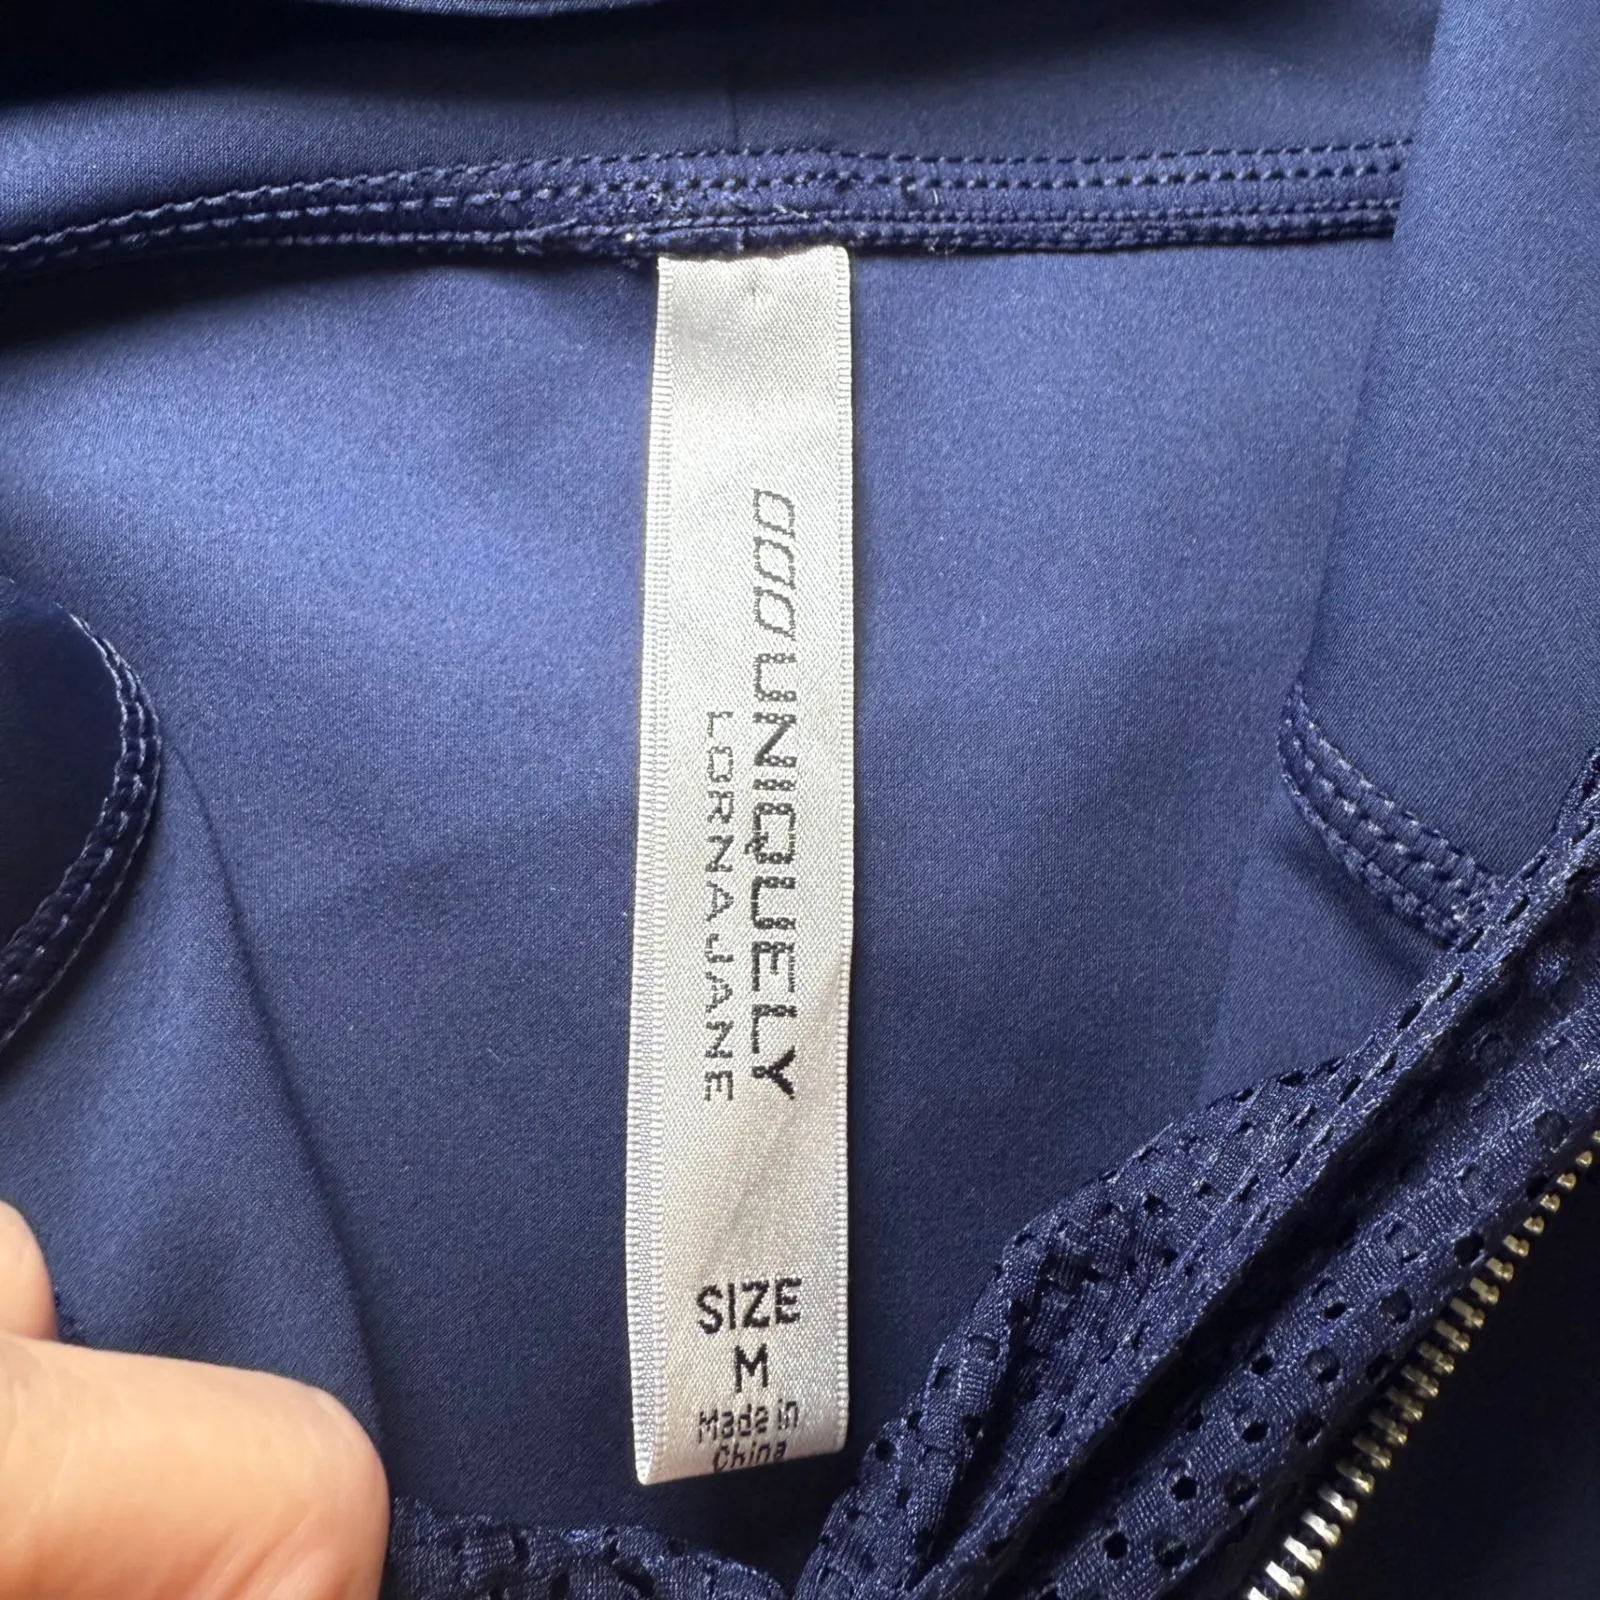 UNIQUELY
LORNA JANE
SIZE
M
Made in
China